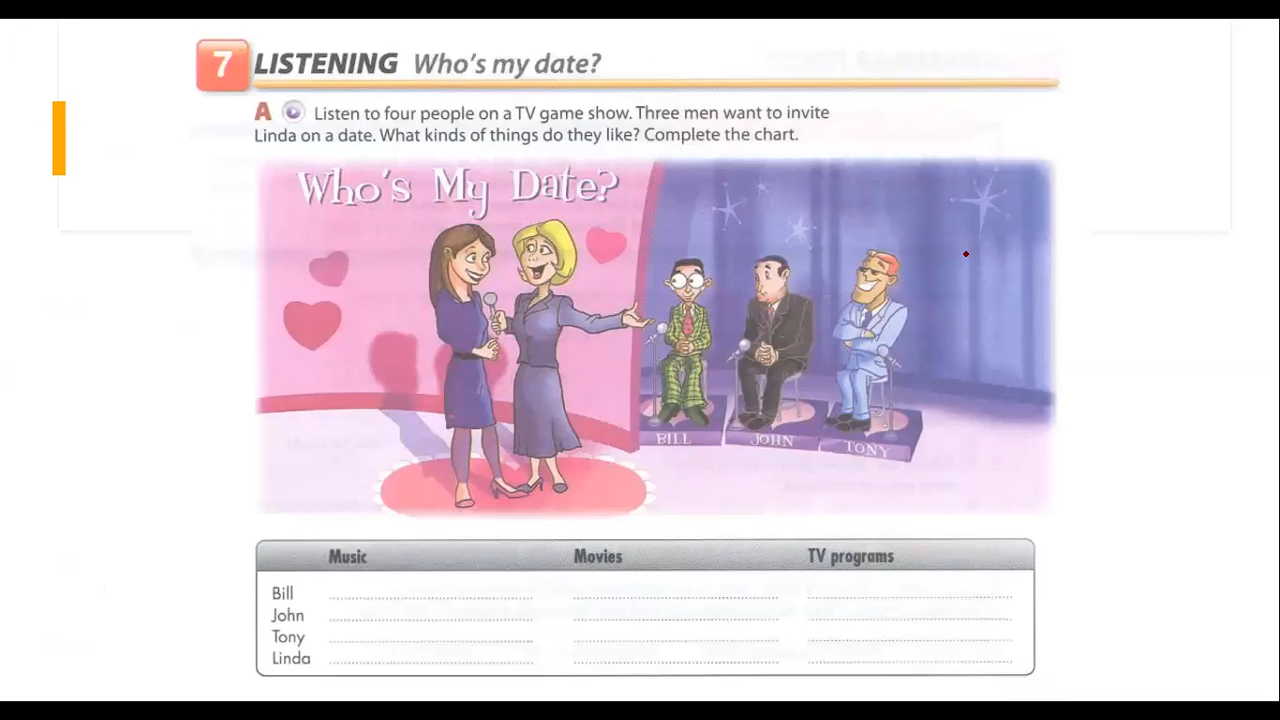 7 LISTENING Who's my date?
A Listen to four people on a TV game show. Three men want to invite
Linda on a date. What kinds of things do they like? Complete the chart.
Who's My Date?
BILL JOHN TONY
Music Movies TV programs
Bill
John
Tony
Linda